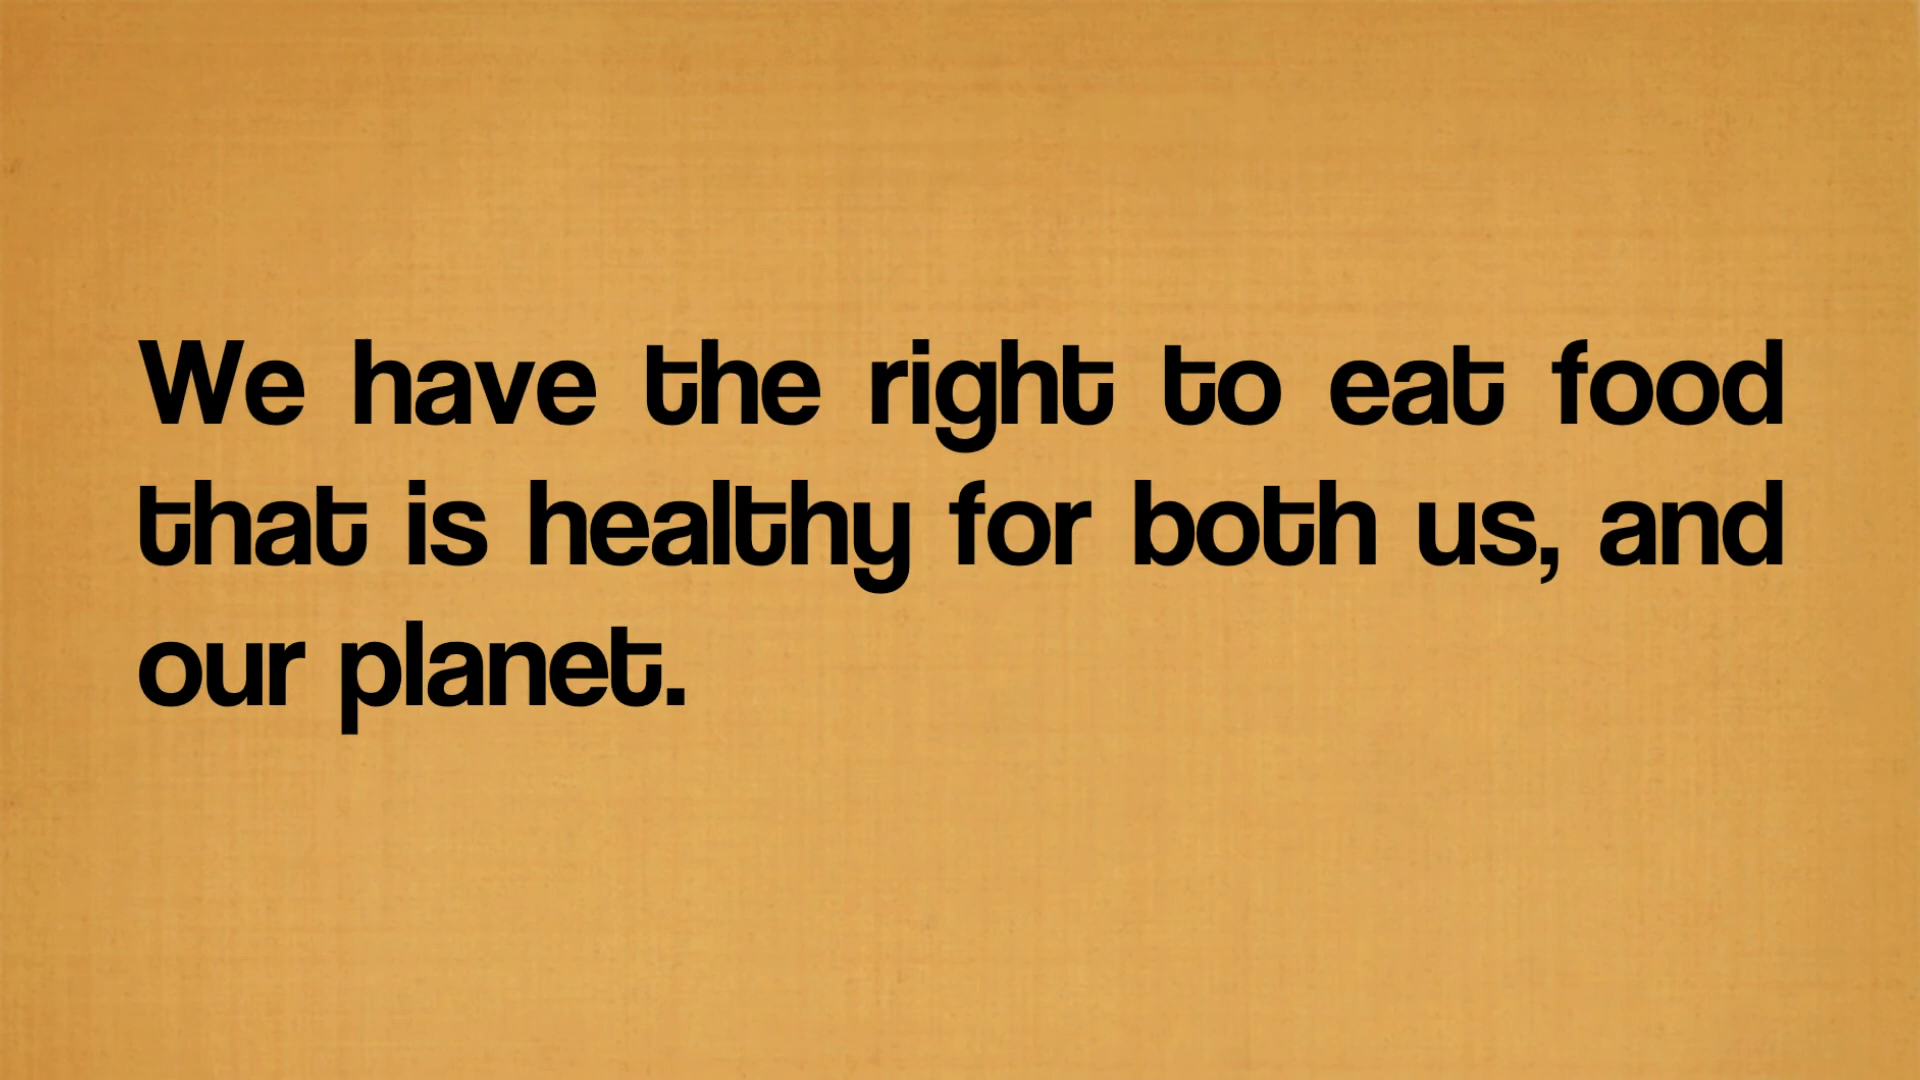 We have the right to eat food
that is healthy for both us, and
our planet.